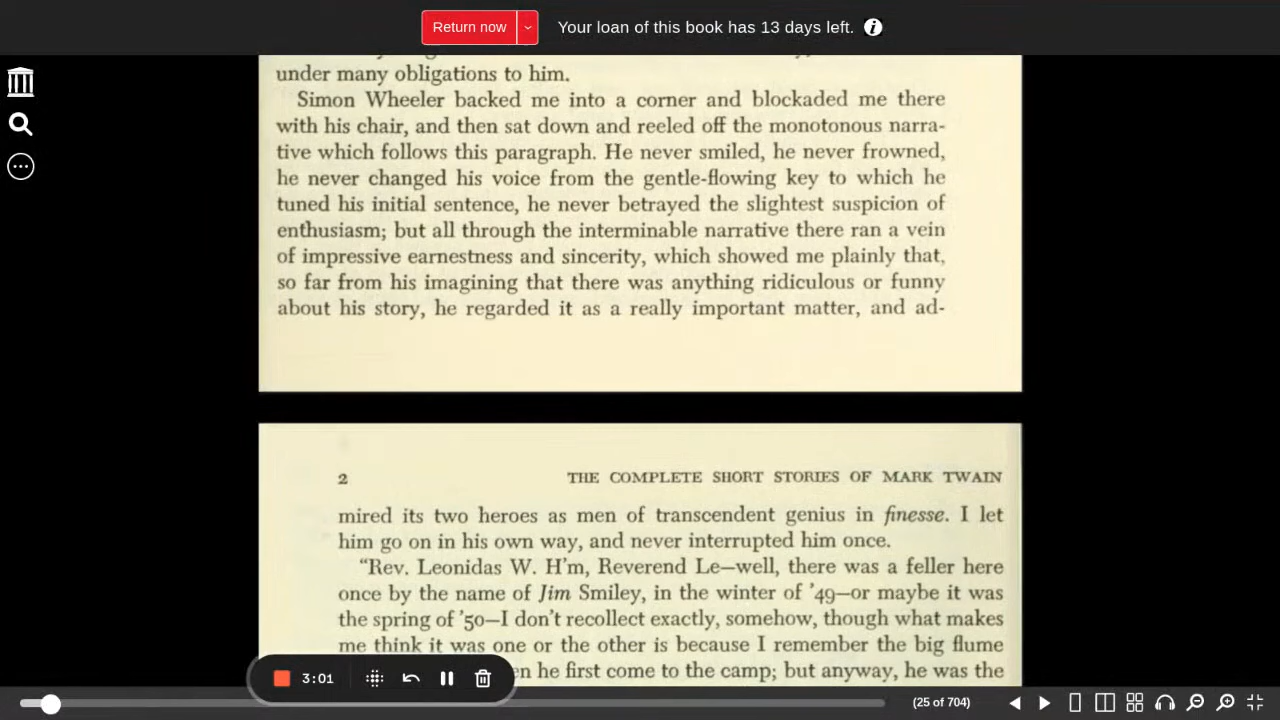 Return now
Your loan of this book has 13 days left.
under many obligations to him.
Simon Wheeler backed me into a corner and blockaded me there
with his chair, and then sat down and reeled off the monotonous narra-
tive which follows this paragraph. He never smiled, he never frowned,
he never changed his voice from the gentle-flowing key to which he
tuned his initial sentence, he never betrayed the slightest suspicion of
enthusiasm; but all through the interminable narrative there ran a vein
of impressive earnestness and sincerity, which showed me plainly that,
so far from his imagining that there was anything ridiculous or funny
about his story, he regarded it as a really important matter, and ad-
2 THE COMPLETE SHORT STORIES OF MARK TWAIN
mired its two heroes as men of transcendent genius in finesse. I let
him go on in his own way, and never interrupted him once.
“Rev. Leonidas W. H’m, Reverend Le—well, there was a feller here
once by the name of Jim Smiley, in the winter of ’49—or maybe it was
the spring of ’50—I don’t recollect exactly, somehow, though what makes
me think it was one or the other is because I remember the big flume
he first come to the camp; but anyway, he was the
3:01
(25 of 704)